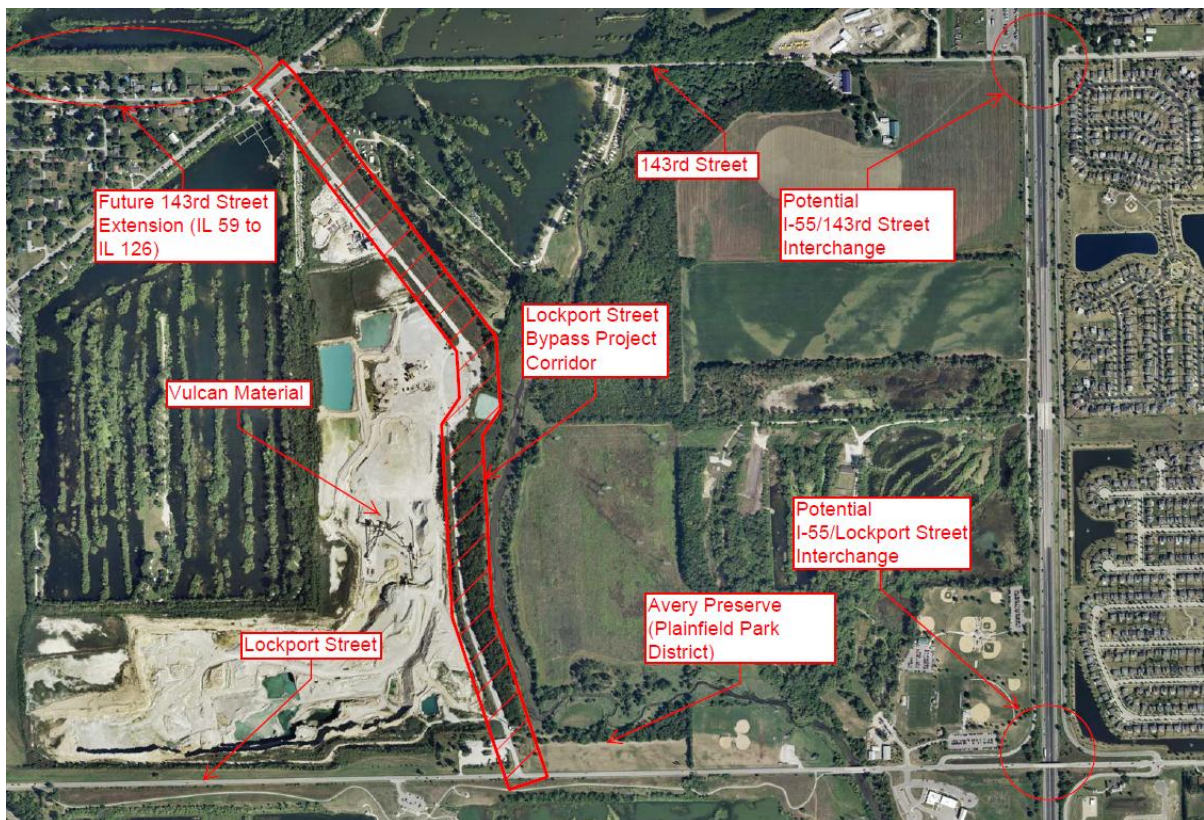 143rd Street
Potential
I-55/143rd Street
Interchange
Future 143rd Street
Extension (IL 59 to
IL 126)
Lockport Street
Bypass Project
Corridor
Vulcan Material
Potential
I-55/Lockport Street
Interchange
Avery Preserve
(Plainfield Park
District)
Lockport Street